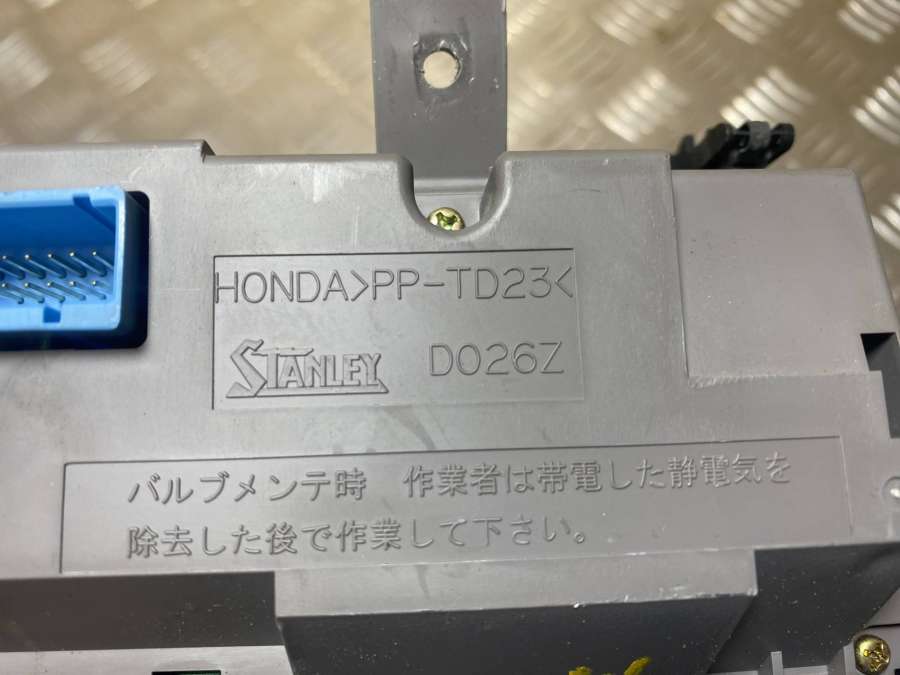 HONDA>PP-TD23<
STANLEY D026Z
バルブメンテ時 作業者は帯電した静電気を
除去した後で作業して下さい。